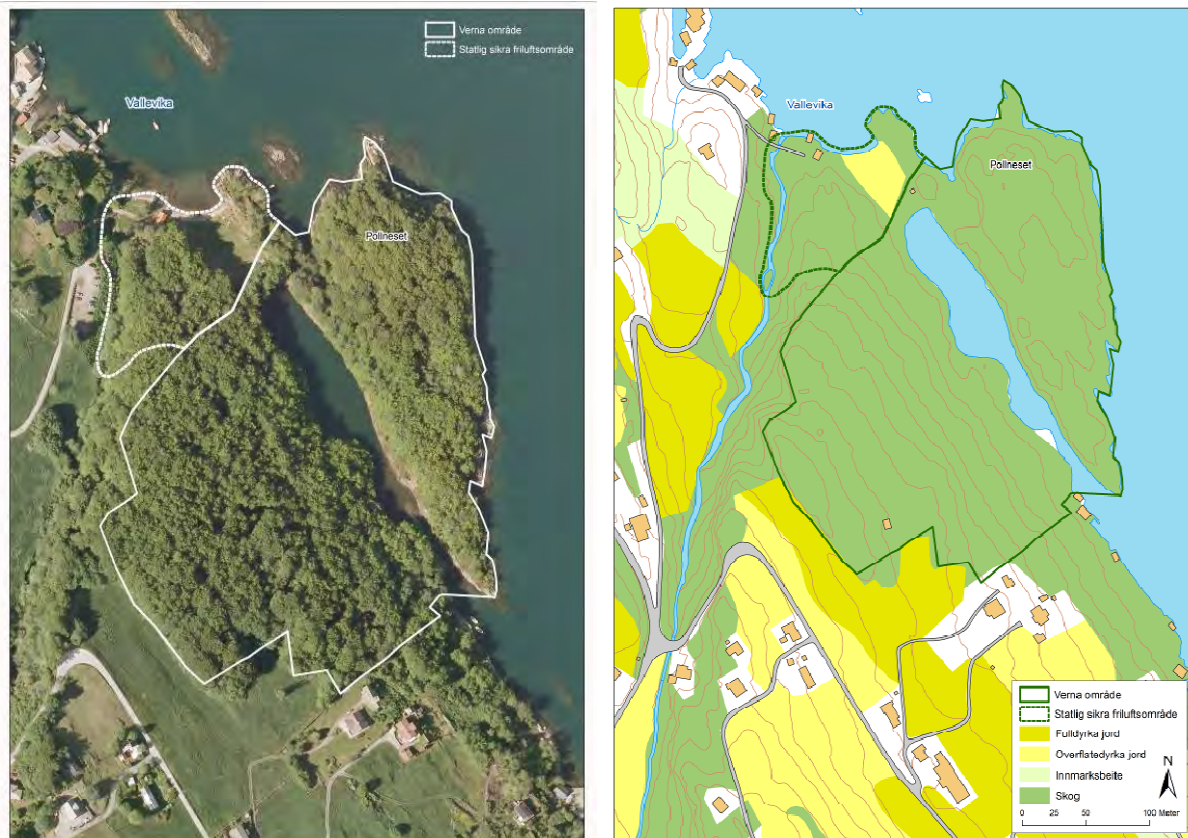 Verna område
Statlig sikra friluftsområde
Vallevika
Pollneset
Vallevika
Pollneset
Verna område
Statlig sikra friluftsområde
Fulldyrka jord
Overflatedyrka jord
Innmarksbeite
Skog
N
0 25 50 100 Meter